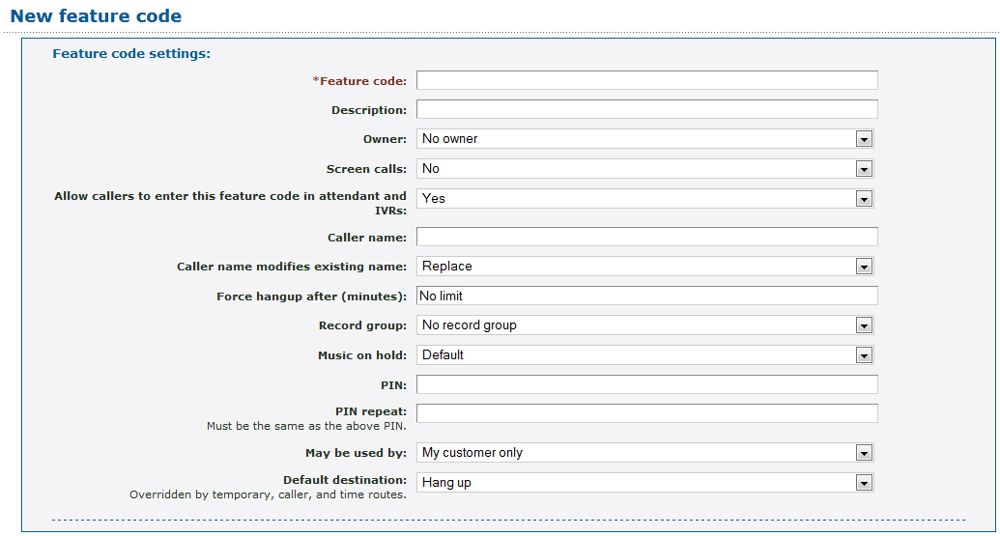 New feature code
Feature code settings:
*Feature code:
Description:
Owner: No owner
Screen calls: No
Allow callers to enter this feature code in attendant and
IVRs: Yes
Caller name:
Caller name modifies existing name: Replace
Force hangup after (minutes): No limit
Record group: No record group
Music on hold: Default
PIN:
PIN repeat:
Must be the same as the above PIN.
May be used by: My customer only
Default destination: Hang up
Overridden by temporary, caller, and time routes.